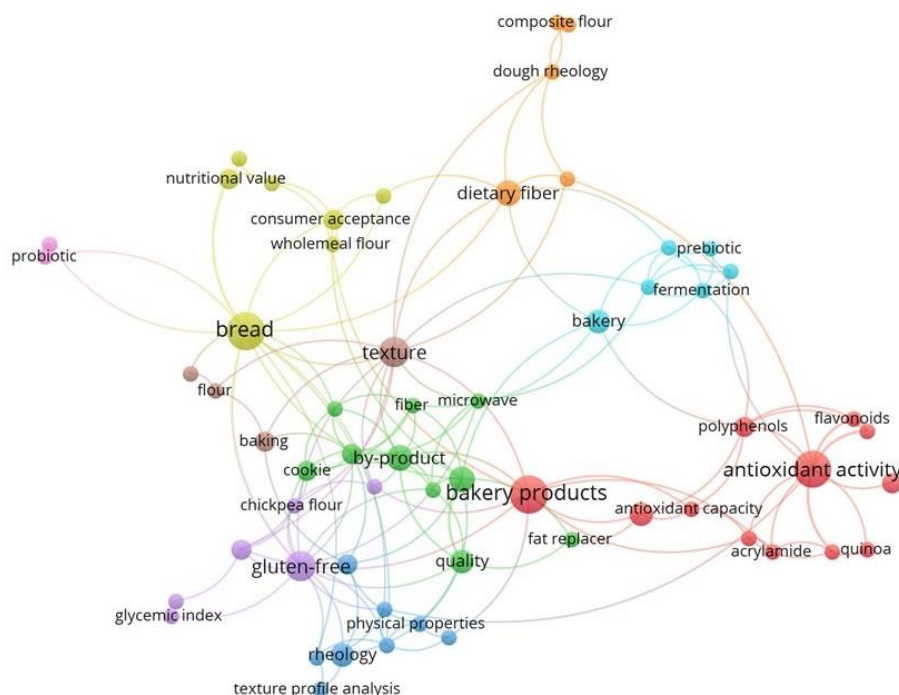 composite flour
dough rheology
nutritional value
dietary fiber
consumer acceptance
wholemeal flour
prebiotic
probiotic
fermentation
bakery
bread
texture
flour
fiber
microwave
polyphenols
flavonoids
baking
by-product
cookie
antioxidant activity
bakery products
chickpea flour
antioxidant capacity
fat replacer
acrylamide
quinoa
quality
gluten-free
glycemic index
physical properties
rheology
texture profile analysis